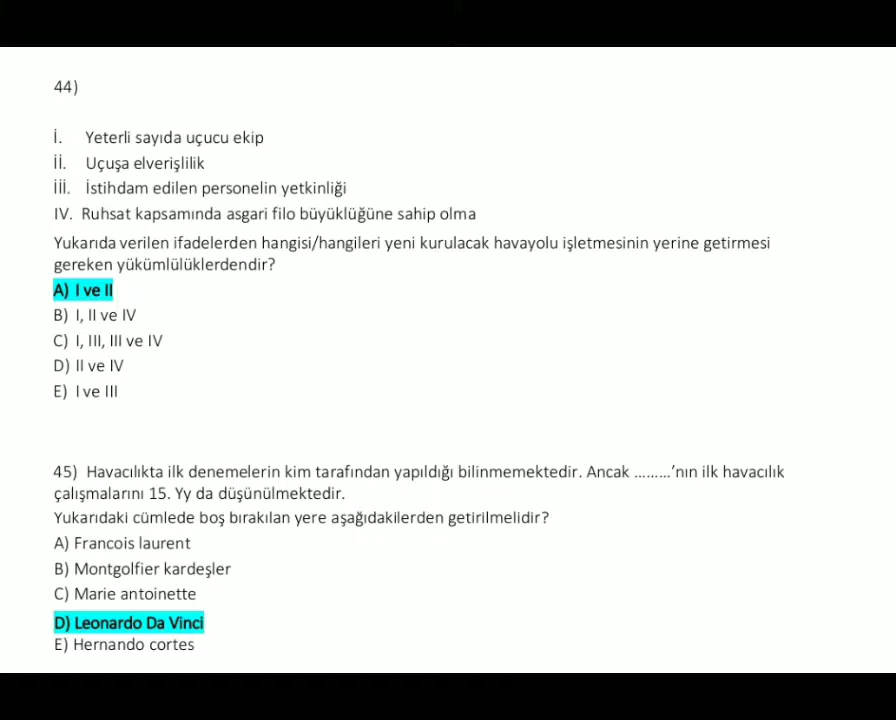 44)
İ. Yeterli sayıda uçucu ekip
İİ. Uçuşa elverişlilik
İİİ. İstihdam edilen personelin yetkinliği
IV. Ruhsat kapsamında asgari filo büyüklüğüne sahip olma
Yukarıda verilen ifadelerden hangisi/hangileri yeni kurulacak havayolu işletmesinin yerine getirmesi
gereken yükümlülüklerdendir?
A) I ve II
B) I, II ve IV
C) I, III, III ve IV
D) II ve IV
E) I ve III
45) Havacılıkta ilk denemelerin kim tarafından yapıldığı bilinmemektedir. Ancak .........'nın ilk havacılık
çalışmalarını 15. Yy da düşünülmektedir.
Yukarıdaki cümlede boş bırakılan yere aşağıdakilerden getirilmelidir?
A) Francois laurent
B) Montgolfier kardeşler
C) Marie antoinette
D) Leonardo Da Vinci
E) Hernando cortes